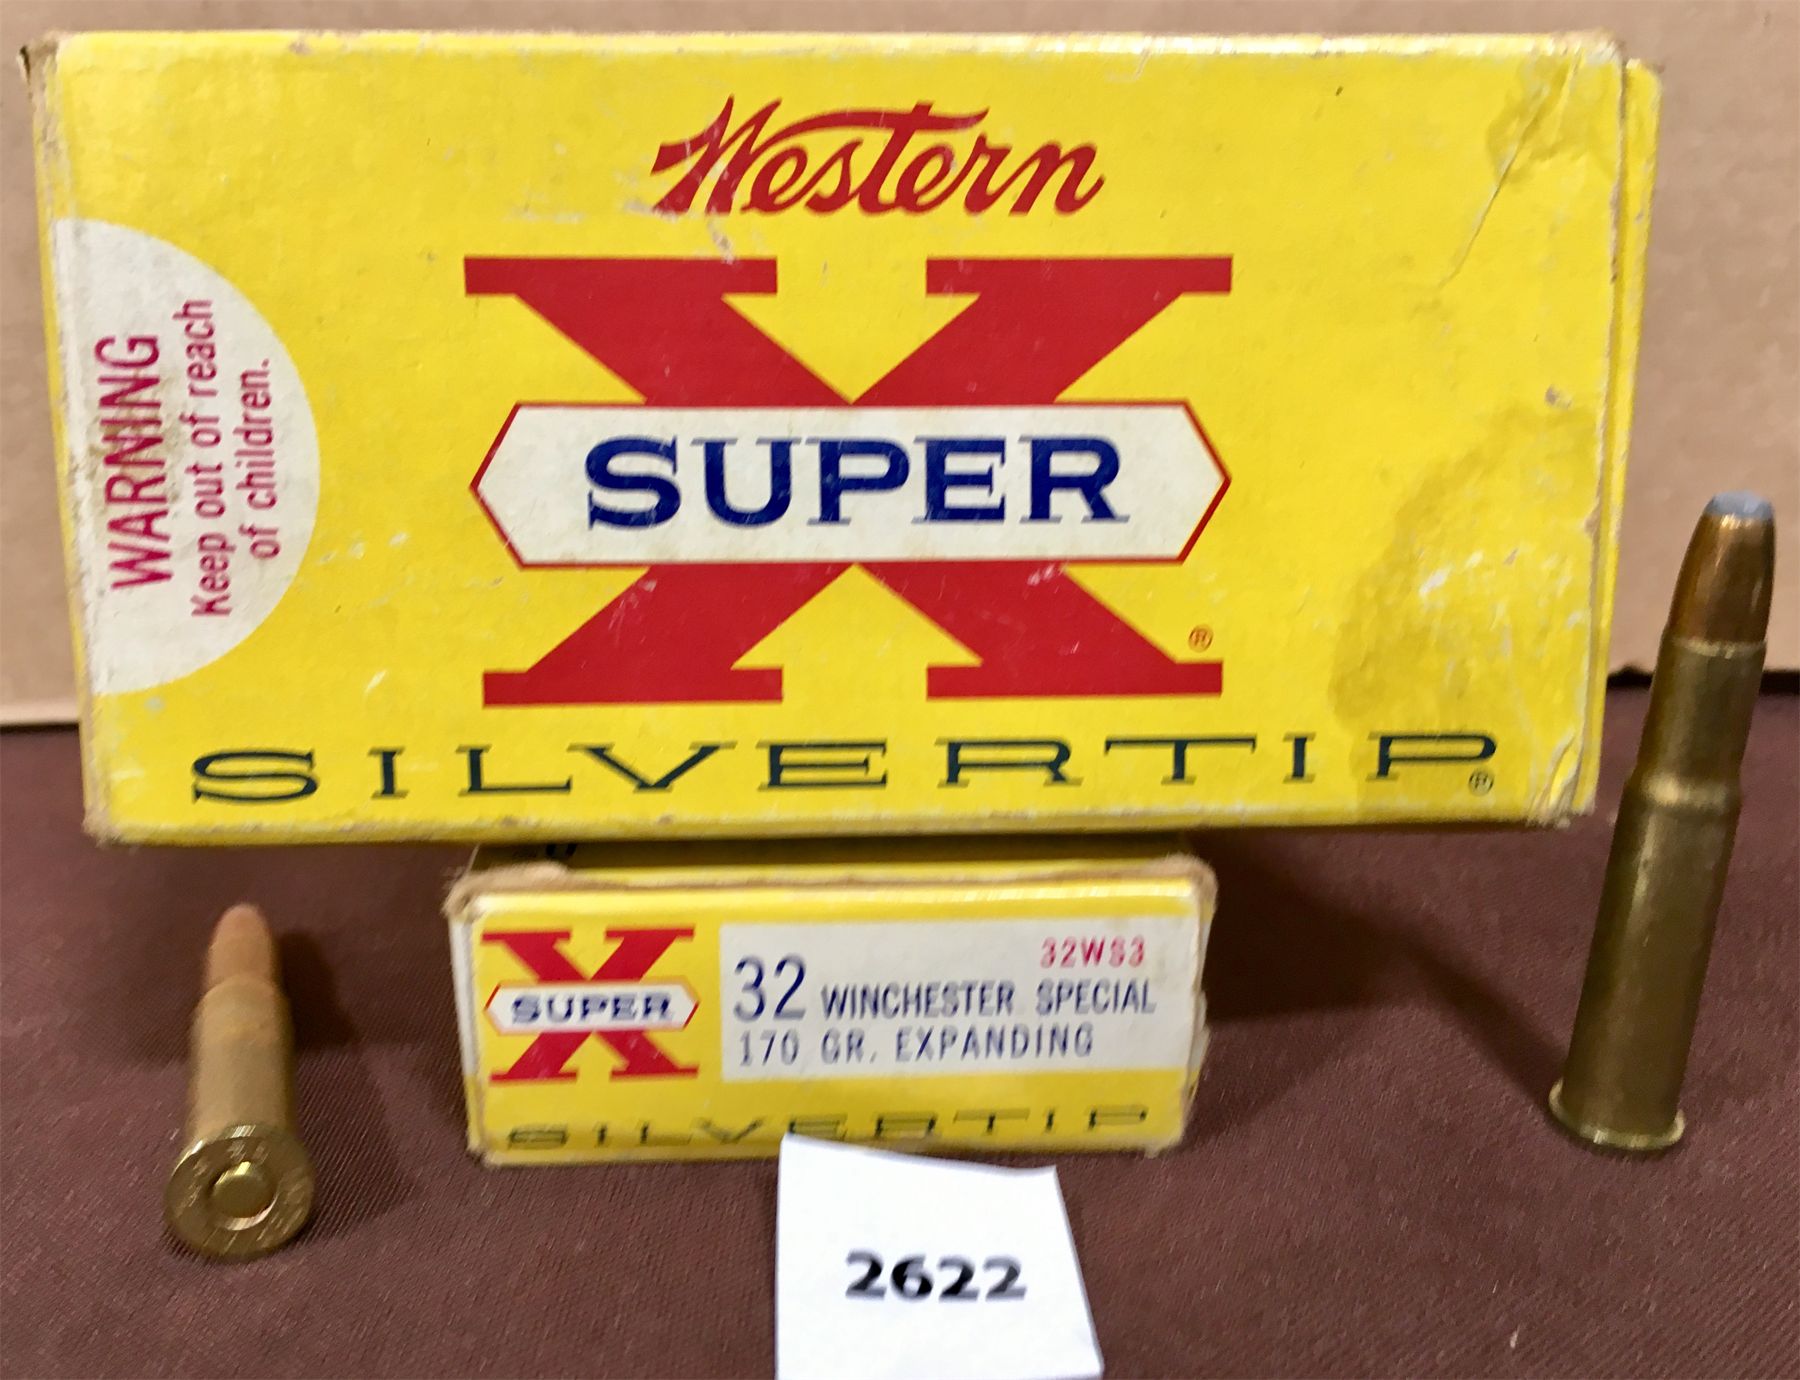 Western
SUPER X ®
SILVERTIP ®
WARNING
Keep out of reach
of children.
SUPER X
32WS3
32 WINCHESTER SPECIAL
170 GR. EXPANDING
SILVERTIP
2622